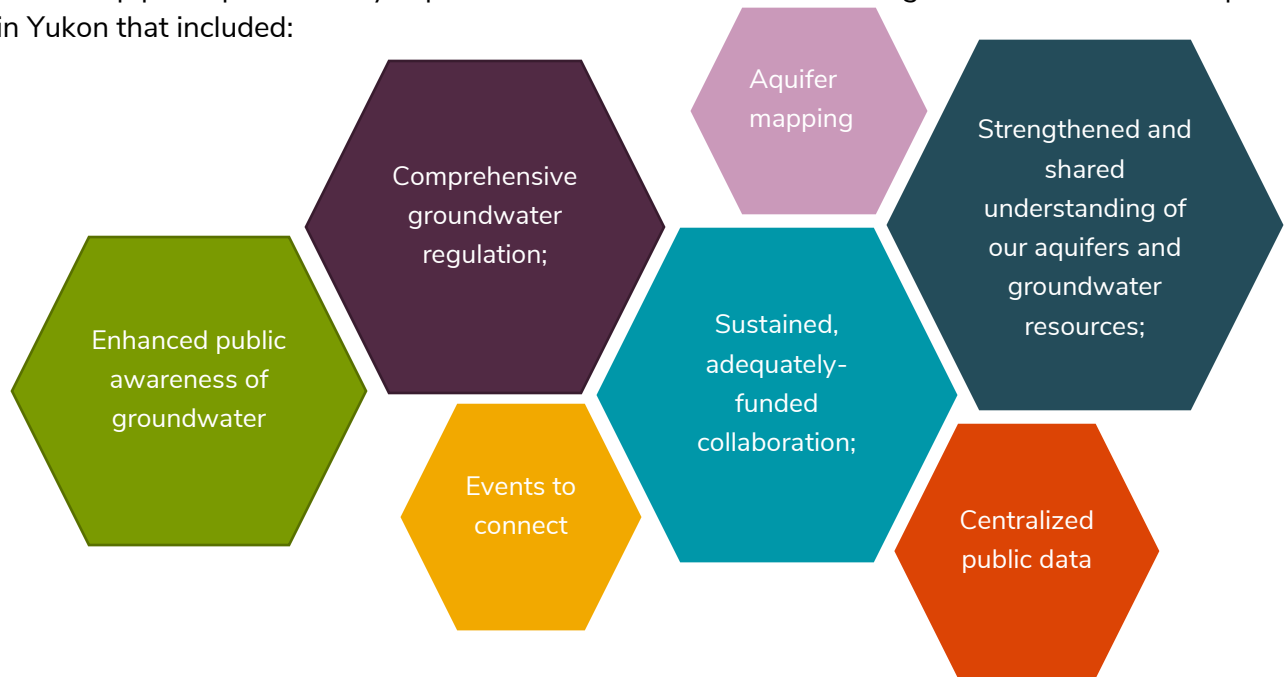 in Yukon that included:
Aquifer
mapping
Strengthened and
shared
understanding of
our aquifers and
groundwater
resources;
Comprehensive
groundwater
regulation;
Sustained,
adequately-
funded
collaboration;
Enhanced public
awareness of
groundwater
Events to
connect
Centralized
public data